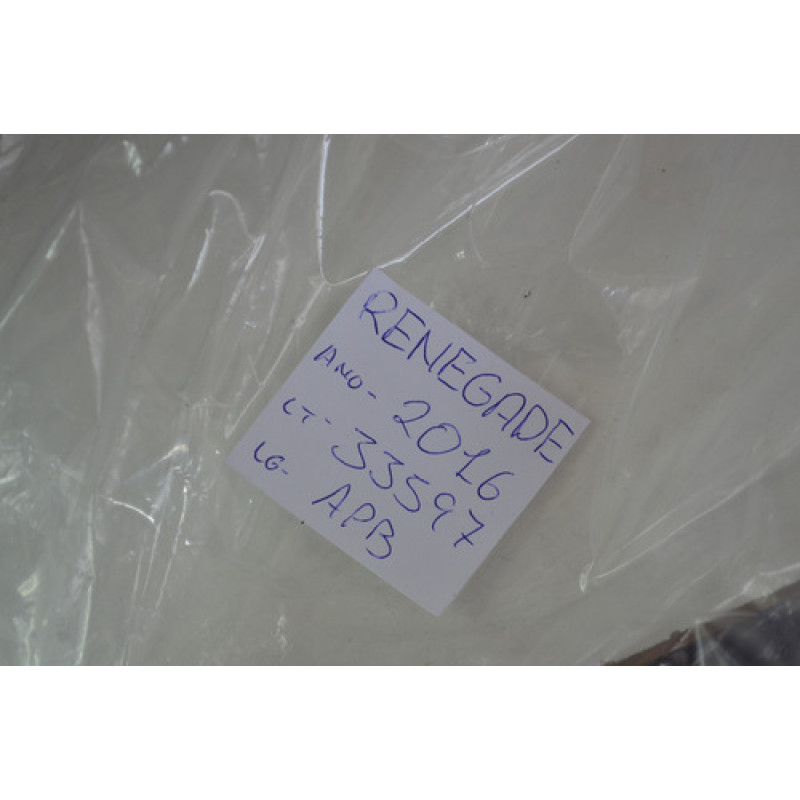 RENEGADE
ANO- 2016
LT- 33597
LG- APB